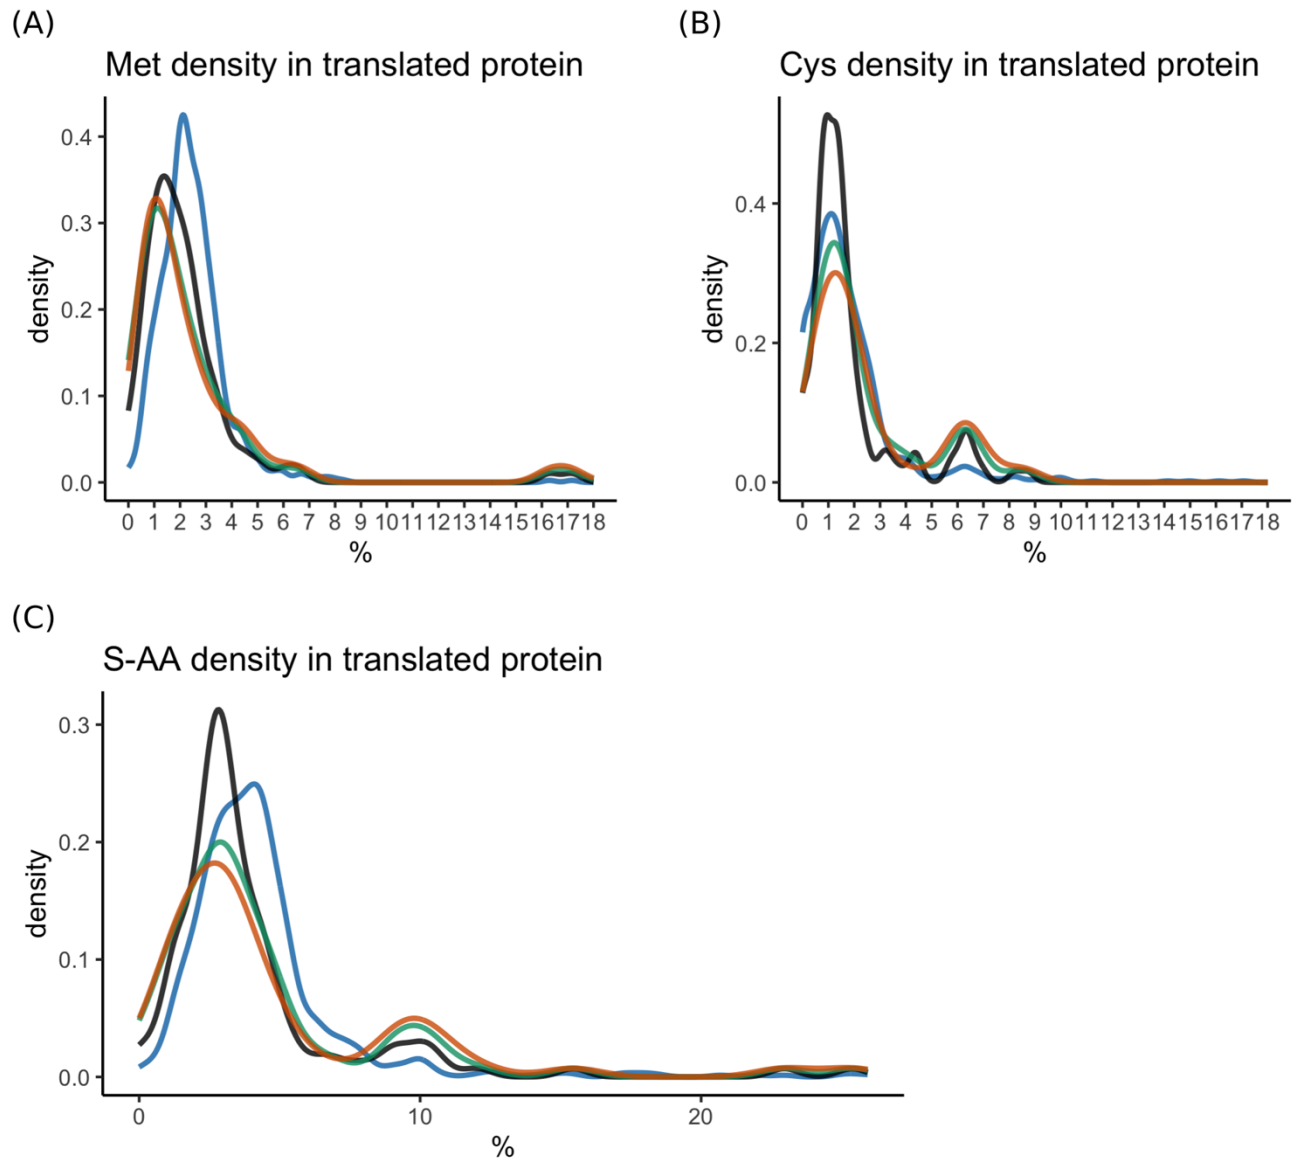 (A)
Met density in translated protein
density
0.4
0.3
0.2
0.1
0.0
0 1 2 3 4 5 6 7 8 9 10 11 12 13 14 15 16 17 18
%
(B)
Cys density in translated protein
density
0.4
0.2
0.0
0 1 2 3 4 5 6 7 8 9 10 11 12 13 14 15 16 17 18
%
(C)
S-AA density in translated protein
density
0.3
0.2
0.1
0.0
0 10 20
%